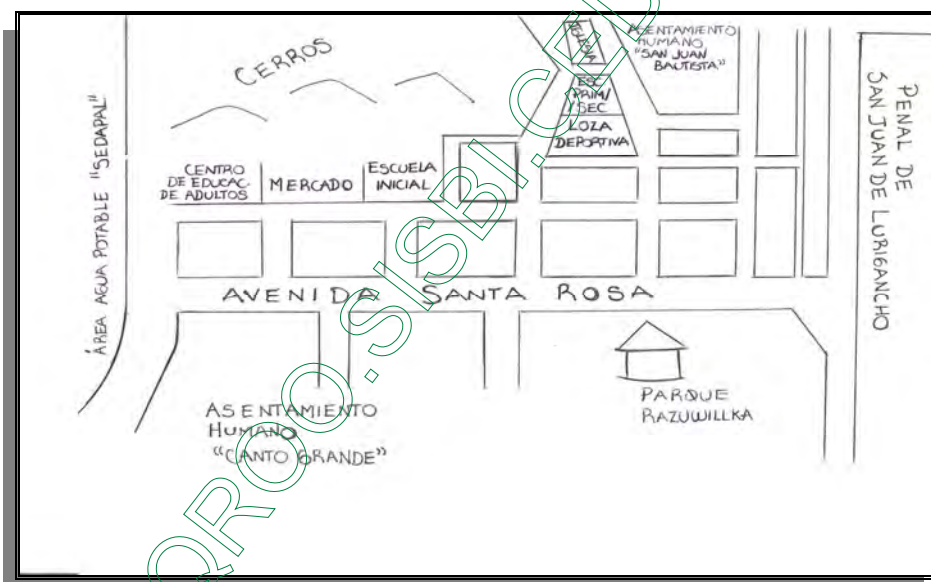 CERROS
IGLESIA
ASENTAMIENTO
HUMANO
"SAN JUAN
BAUTISTA"
ESC
PRIM/
SEC
LOZA
DEPORTIVA
PENAL DE
SAN JUAN DE LURIGANCHO
ÁREA AGUA POTABLE "SEDAPAL"
CENTRO
DE EDUCAC.
DE ADULTOS
MERCADO
ESCUELA
INICIAL
AVENIDA SANTA ROSA
ASENTAMIENTO
HUMANO
"CANTO GRANDE"
PARQUE
RAZUWILLKA
QROO.SISBI.